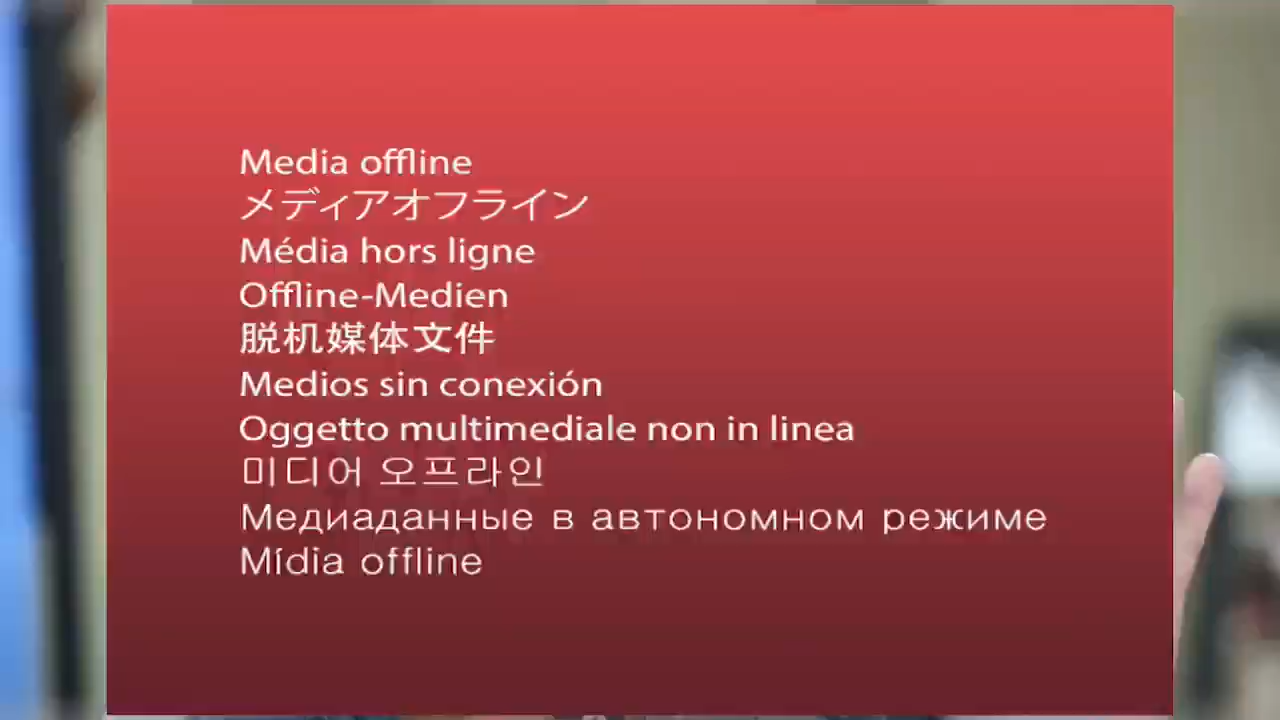 Media offline
メディアオフライン
Média hors ligne
Offline-Medien
脱机媒体文件
Medios sin conexión
Oggetto multimediale non in linea
미디어 오프라인
Медиаданные в автономном режиме
Mídia offline